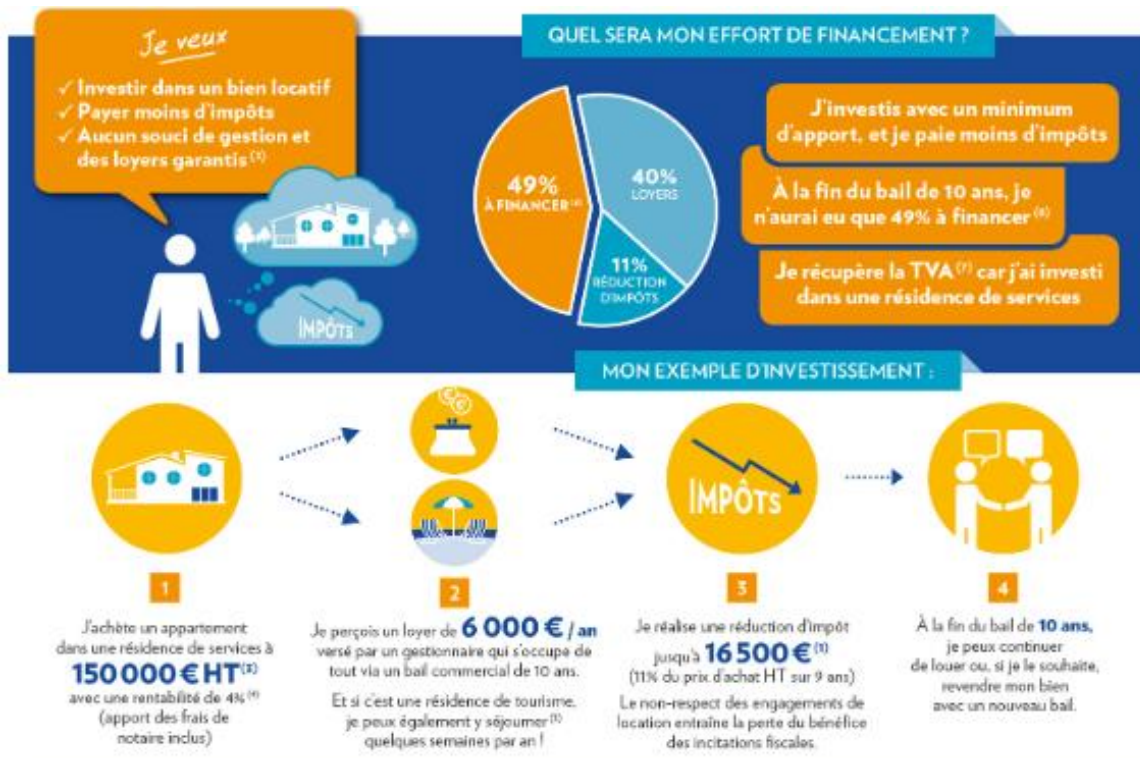 Je veux
✓ Investir dans un bien locatif
✓ Payer moins d'impôts
✓ Aucun souci de gestion et
des loyers garantis
IMPÔTS
QUEL SERA MON EFFORT DE FINANCEMENT ?
49%
À FINANCER
40%
LOYERS
11%
RÉDUCTION
D'IMPÔTS
J'investis avec un minimum
d'apport, et je paie moins d'impôts
À la fin du bail de 10 ans, je
n'aurai eu que 49% à financer
Je récupère la TVA (7) car j'ai investi
dans une résidence de services
MON EXEMPLE D'INVESTISSEMENT :
1
J'achète un appartement
dans une résidence de services à
150 000 € HT
avec une rentabilité de 4%
(apport des frais de
notaire inclus)
2
Je perçois un loyer de 6 000 € / an
versé par un gestionnaire qui s'occupe de
tout via un bail commercial de 10 ans.
Et si c'est une résidence de tourisme,
je peux également y séjourner
quelques semaines par an !
IMPÔTS
3
Je réalise une réduction d'impôt
jusqu'à 16 500 €
(11% du prix d'achat HT sur 9 ans)
Le non-respect des engagements de
location entraîne la perte du bénéfice
des incitations fiscales.
4
À la fin du bail de 10 ans,
je peux continuer
de louer ou, si je le souhaite,
revendre mon bien
avec un nouveau bail.